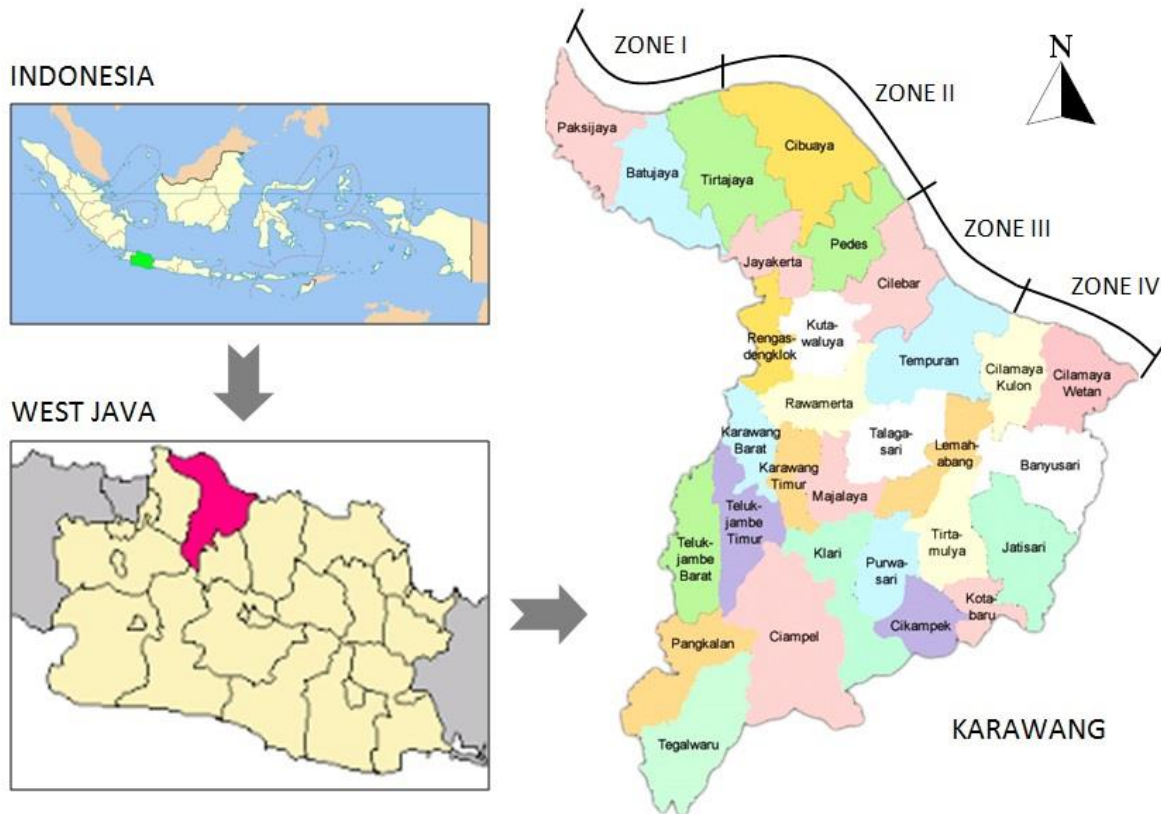 INDONESIA
WEST JAVA
ZONE I
ZONE II
ZONE III
ZONE IV
N
Paksijaya
Batujaya
Tirtajaya
Cibuaya
Pedes
Jayakerta
Cilebar
Rengas-
dengklok
Kuta-
waluya
Tempuran
Cilamaya
Kulon
Cilamaya
Wetan
Rawamerta
Karawang
Barat
Karawang
Timur
Talaga-
sari
Lemah-
abang
Banyusari
Majalaya
Teluk-
jambe
Timur
Teluk-
jambe
Barat
Klari
Purwa-
sari
Tirta-
mulya
Jatisari
Kota-
baru
Cikampek
Ciampel
Pangkalan
Tegalwaru
KARAWANG